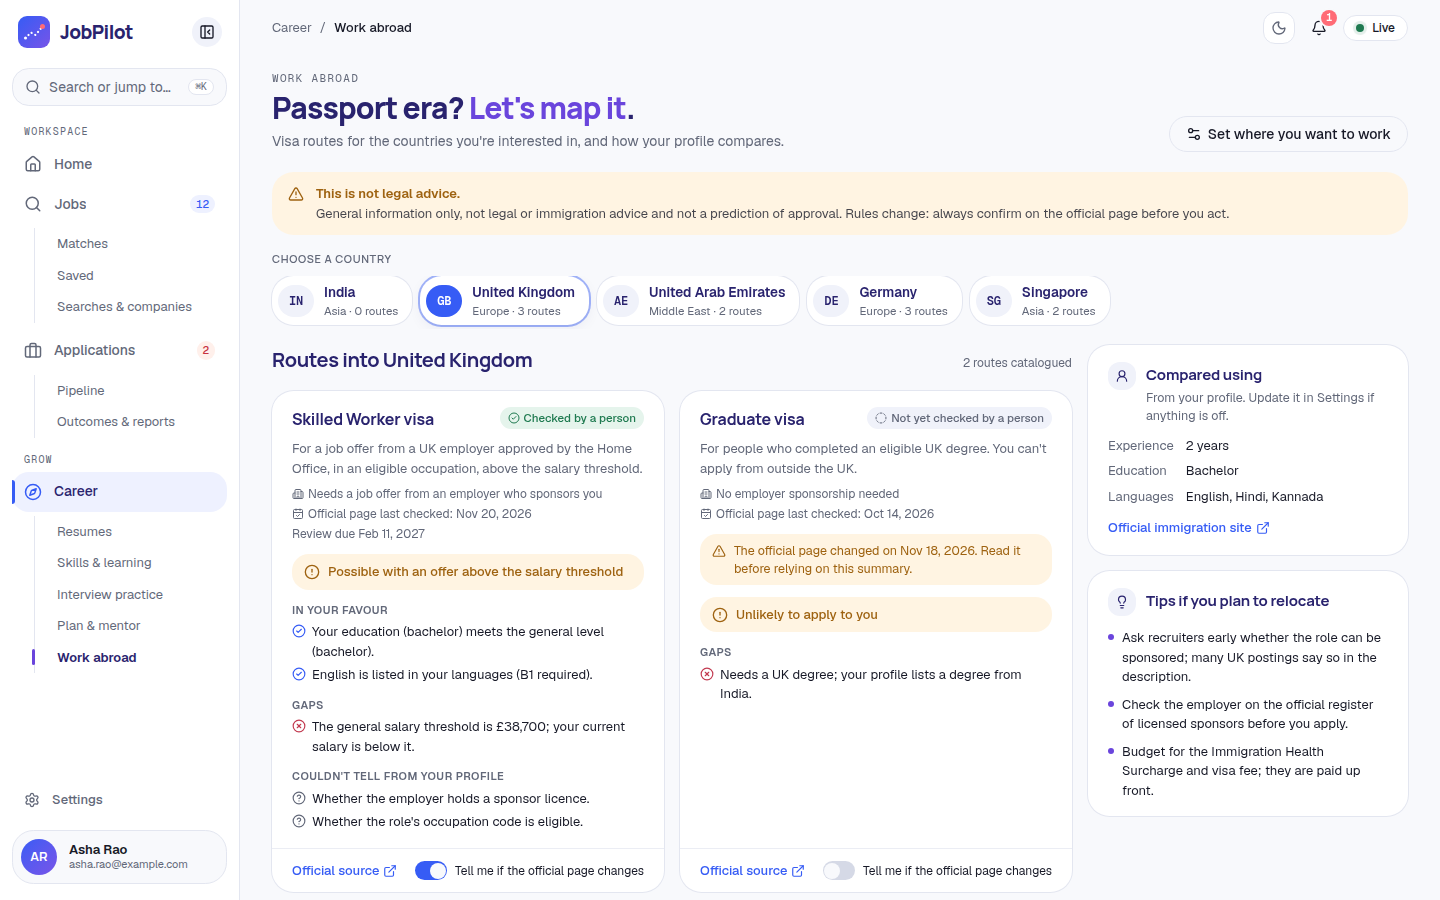 JobPilot
Search or jump to...
⌘K
WORKSPACE
Home
Jobs
12
Matches
Saved
Searches & companies
Applications
2
Pipeline
Outcomes & reports
GROW
Career
Resumes
Skills & learning
Interview practice
Plan & mentor
Work abroad
Settings
AR
Asha Rao
asha.rao@example.com
Career / Work abroad
1
Live
WORK ABROAD
Passport era? Let's map it.
Visa routes for the countries you're interested in, and how your profile compares.
Set where you want to work
This is not legal advice.
General information only, not legal or immigration advice and not a prediction of approval. Rules change: always confirm on the official page before you act.
CHOOSE A COUNTRY
IN
India
Asia · 0 routes
GB
United Kingdom
Europe · 3 routes
AE
United Arab Emirates
Middle East · 2 routes
DE
Germany
Europe · 3 routes
SG
Singapore
Asia · 2 routes
Routes into United Kingdom
2 routes catalogued
Skilled Worker visa
Checked by a person
For a job offer from a UK employer approved by the Home
Office, in an eligible occupation, above the salary threshold.
Needs a job offer from an employer who sponsors you
Official page last checked: Nov 20, 2026
Review due Feb 11, 2027
Possible with an offer above the salary threshold
IN YOUR FAVOUR
Your education (bachelor) meets the general level
(bachelor).
English is listed in your languages (B1 required).
GAPS
The general salary threshold is £38,700; your current
salary is below it.
COULDN'T TELL FROM YOUR PROFILE
Whether the employer holds a sponsor licence.
Whether the role's occupation code is eligible.
Official source
Tell me if the official page changes
Graduate visa
Not yet checked by a person
For people who completed an eligible UK degree. You can't
apply from outside the UK.
No employer sponsorship needed
Official page last checked: Oct 14, 2026
The official page changed on Nov 18, 2026. Read it
before relying on this summary.
Unlikely to apply to you
GAPS
Needs a UK degree; your profile lists a degree from
India.
Official source
Tell me if the official page changes
Compared using
From your profile. Update it in Settings if
anything is off.
Experience 2 years
Education Bachelor
Languages English, Hindi, Kannada
Official immigration site
Tips if you plan to relocate
Ask recruiters early whether the role can be
sponsored; many UK postings say so in the
description.
Check the employer on the official register
of licensed sponsors before you apply.
Budget for the Immigration Health
Surcharge and visa fee; they are paid up
front.